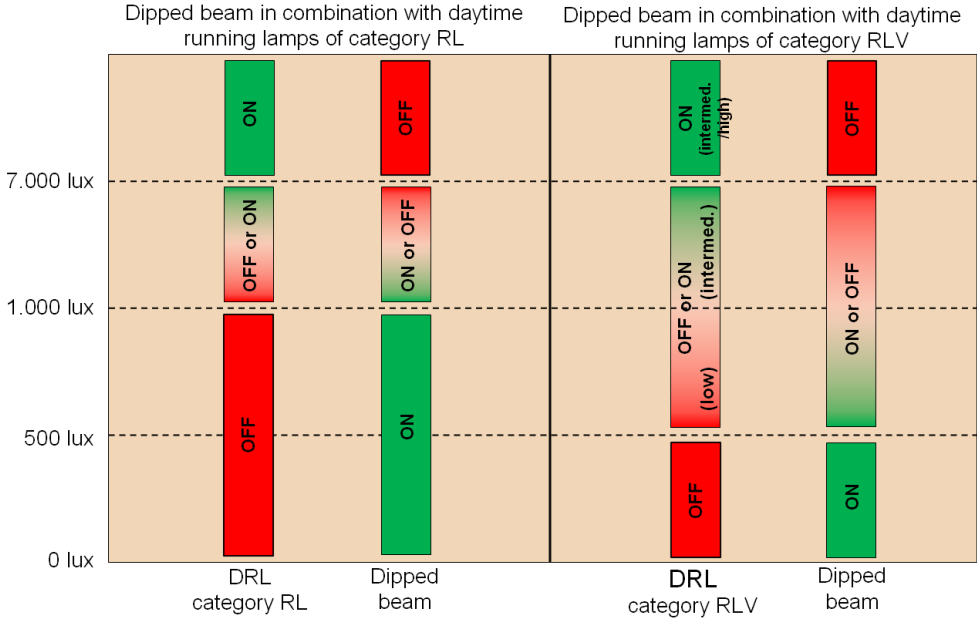 Dipped beam in combination with daytime
running lamps of category RL
Dipped beam in combination with daytime
running lamps of category RLV
ON
OFF
ON
(intermed.
/high)
OFF
7.000 lux
OFF or ON
ON or OFF
OFF or ON
(low) (intermed.)
ON or OFF
1.000 lux
OFF
ON
500 lux
OFF
ON
0 lux
DRL
category RL
Dipped
beam
DRL
category RLV
Dipped
beam